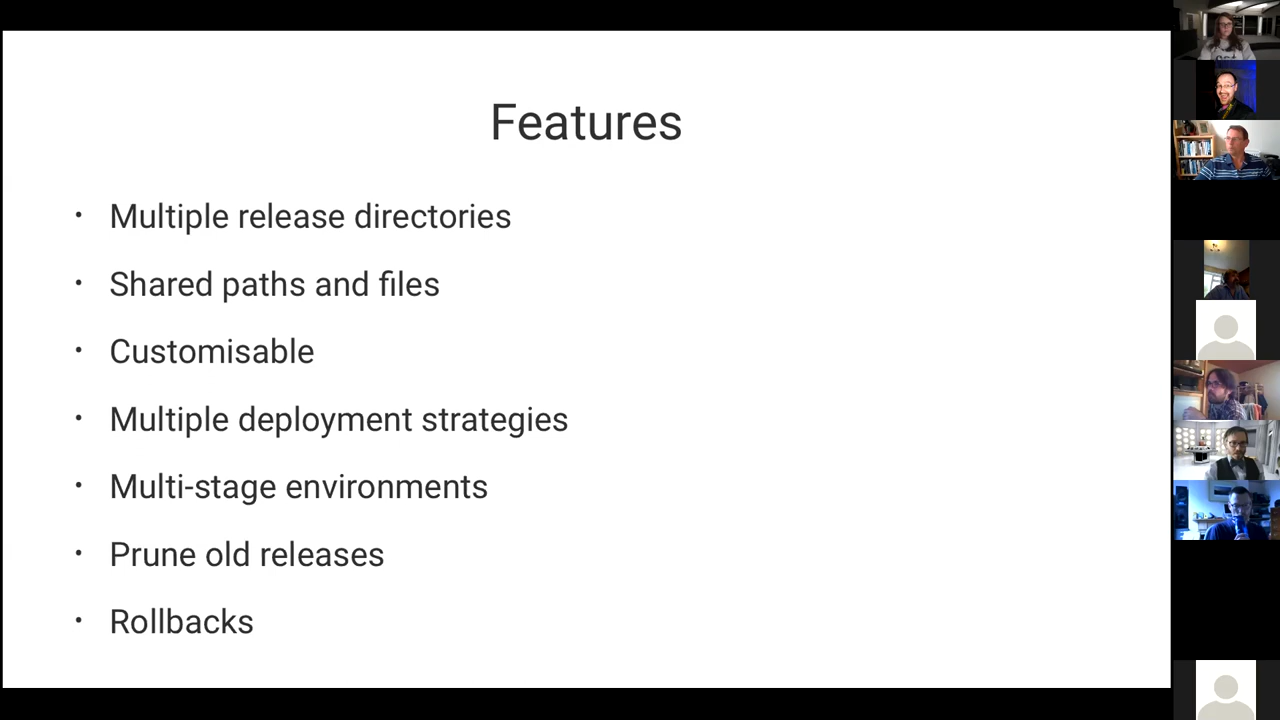 Features
• Multiple release directories
• Shared paths and files
• Customisable
• Multiple deployment strategies
• Multi-stage environments
• Prune old releases
• Rollbacks